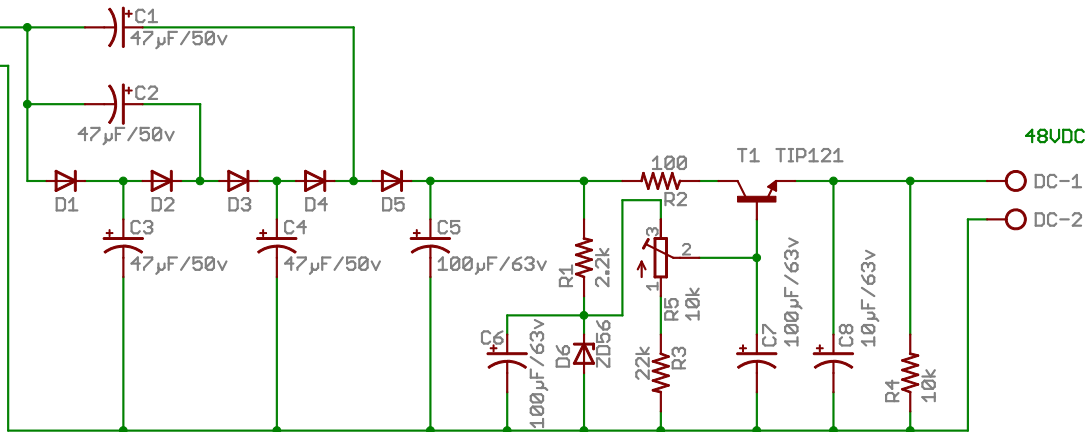 C1
47µF/50v
C2
47µF/50v
48VDC
100
T1 TIP121
R2
DC-1
DC-2
D1
D2
D3
D4
D5
C3
47µF/50v
C4
47µF/50v
C5
100µF/63v
R1
2.2k
3
2
1
R5
10k
C6
100µF/63v
D6
ZD56
22k
R3
C7
100µF/63v
C8
10µF/63v
R4
10k